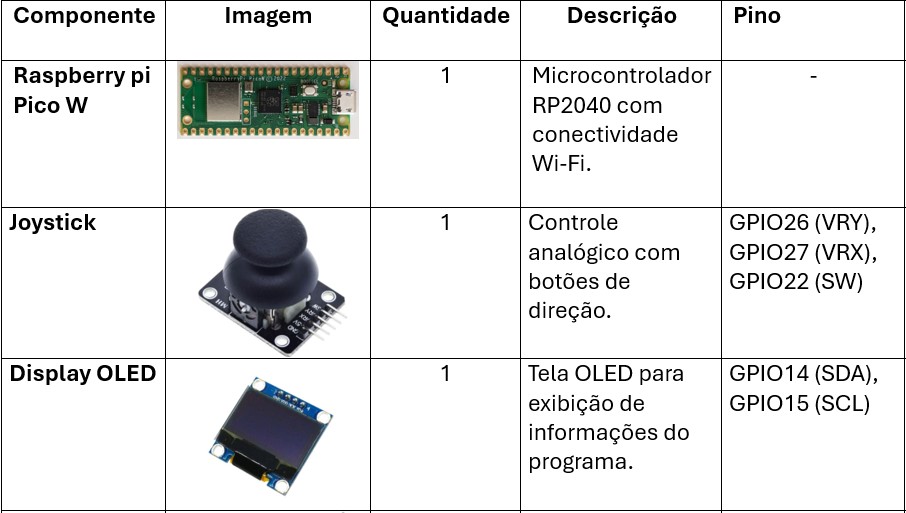 Componente Imagem Quantidade Descrição Pino
Raspberry pi 1 Microcontrolador -
Pico W RP2040 com
conectividade
Wi-Fi.
Joystick 1 Controle GPIO26 (VRY),
analógico com GPIO27 (VRX),
botões de GPIO22 (SW)
direção.
Display OLED 1 Tela OLED para GPIO14 (SDA),
exibição de GPIO15 (SCL)
informações do
programa.